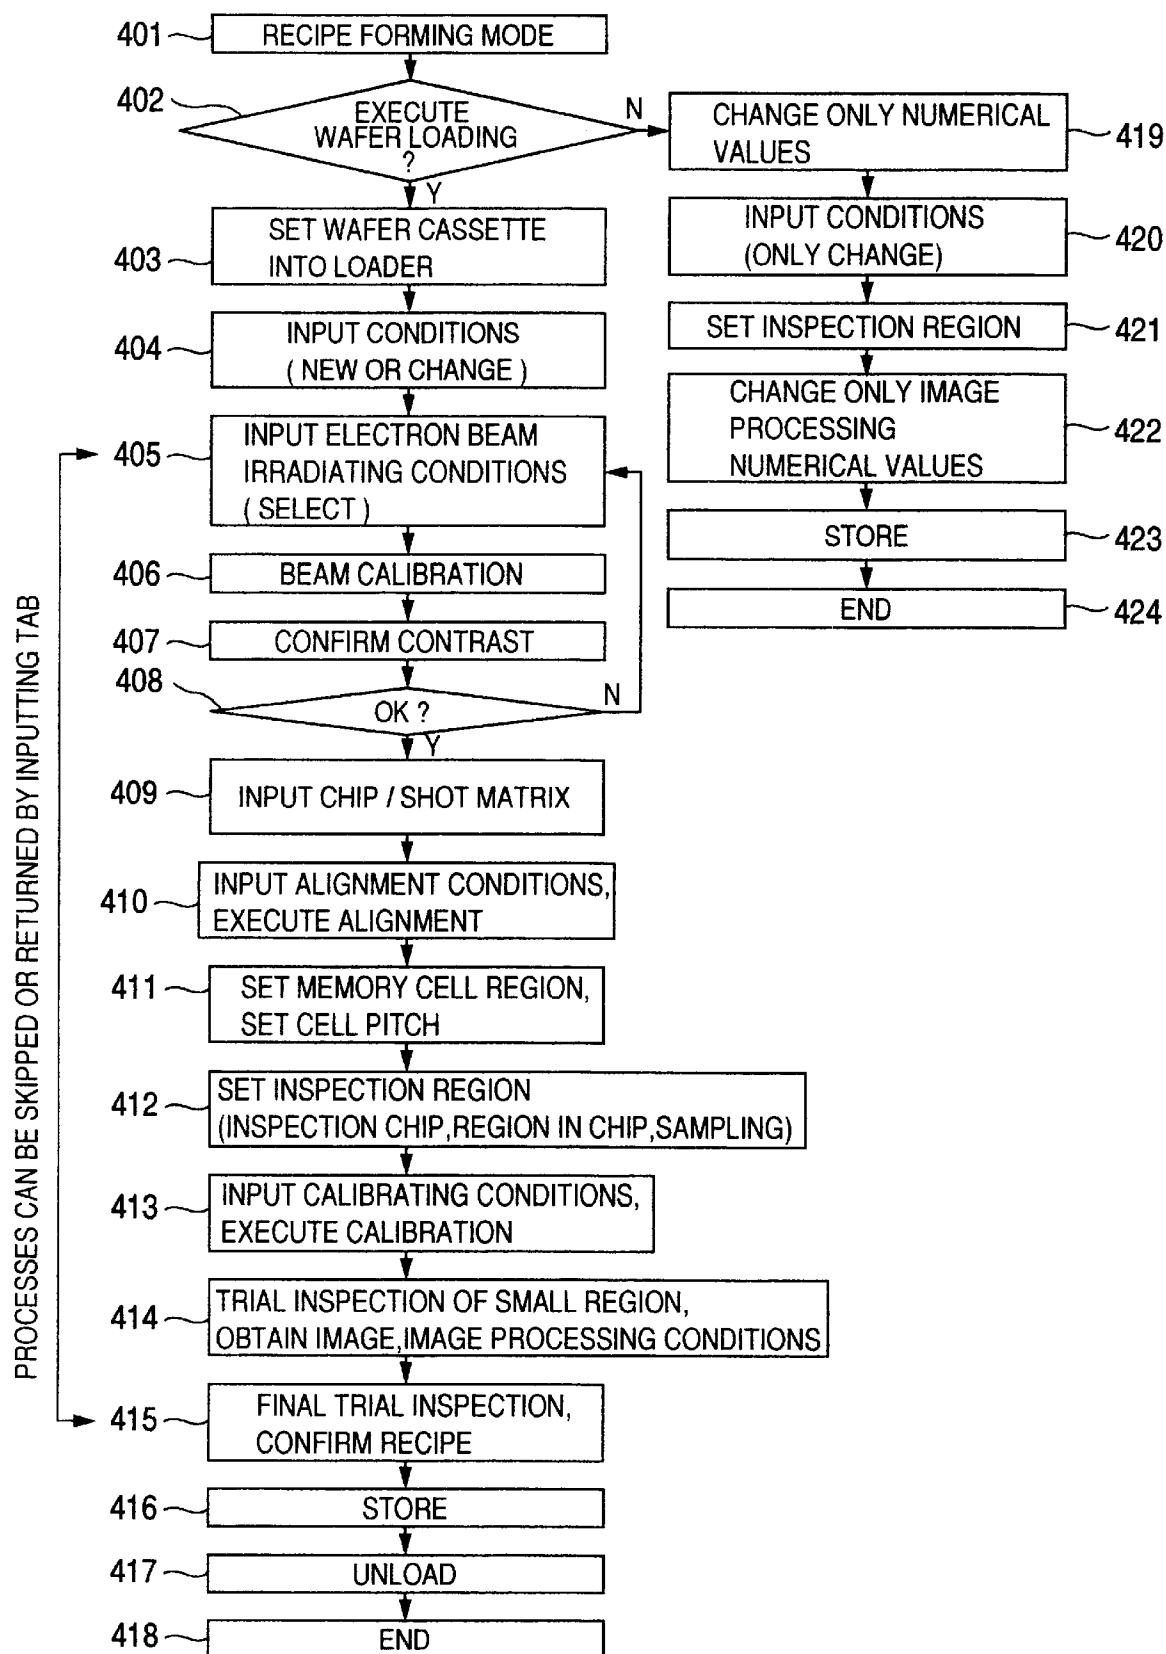 401
RECIPE FORMING MODE
402
EXECUTE
WAFER LOADING
?
N
Y
403
SET WAFER CASSETTE
INTO LOADER
404
INPUT CONDITIONS
( NEW OR CHANGE )
405
INPUT ELECTRON BEAM
IRRADIATING CONDITIONS
( SELECT )
406
BEAM CALIBRATION
407
CONFIRM CONTRAST
408
OK ?
N
Y
409
INPUT CHIP / SHOT MATRIX
410
INPUT ALIGNMENT CONDITIONS,
EXECUTE ALIGNMENT
411
SET MEMORY CELL REGION,
SET CELL PITCH
412
SET INSPECTION REGION
(INSPECTION CHIP,REGION IN CHIP,SAMPLING)
413
INPUT CALIBRATING CONDITIONS,
EXECUTE CALIBRATION
414
TRIAL INSPECTION OF SMALL REGION,
OBTAIN IMAGE,IMAGE PROCESSING CONDITIONS
415
FINAL TRIAL INSPECTION,
CONFIRM RECIPE
416
STORE
417
UNLOAD
418
END
CHANGE ONLY NUMERICAL
VALUES
419
INPUT CONDITIONS
(ONLY CHANGE)
420
SET INSPECTION REGION
421
CHANGE ONLY IMAGE
PROCESSING
NUMERICAL VALUES
422
STORE
423
END
424
PROCESSES CAN BE SKIPPED OR RETURNED BY INPUTTING TAB